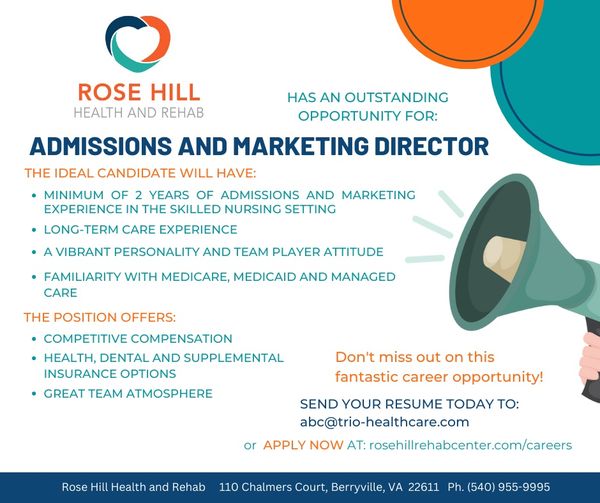 ROSE HILL
HEALTH AND REHAB
HAS AN OUTSTANDING
OPPORTUNITY FOR:
ADMISSIONS AND MARKETING DIRECTOR
THE IDEAL CANDIDATE WILL HAVE:
• MINIMUM OF 2 YEARS OF ADMISSIONS AND MARKETING
EXPERIENCE IN THE SKILLED NURSING SETTING
• LONG-TERM CARE EXPERIENCE
• A VIBRANT PERSONALITY AND TEAM PLAYER ATTITUDE
• FAMILIARITY WITH MEDICARE, MEDICAID AND MANAGED
CARE
THE POSITION OFFERS:
• COMPETITIVE COMPENSATION
• HEALTH, DENTAL AND SUPPLEMENTAL
INSURANCE OPTIONS
• GREAT TEAM ATMOSPHERE
Don't miss out on this
fantastic career opportunity!
SEND YOUR RESUME TODAY TO:
abc@trio-healthcare.com
or APPLY NOW AT: rosehillrehabcenter.com/careers
Rose Hill Health and Rehab 110 Chalmers Court, Berryville, VA 22611 Ph. (540) 955-9995